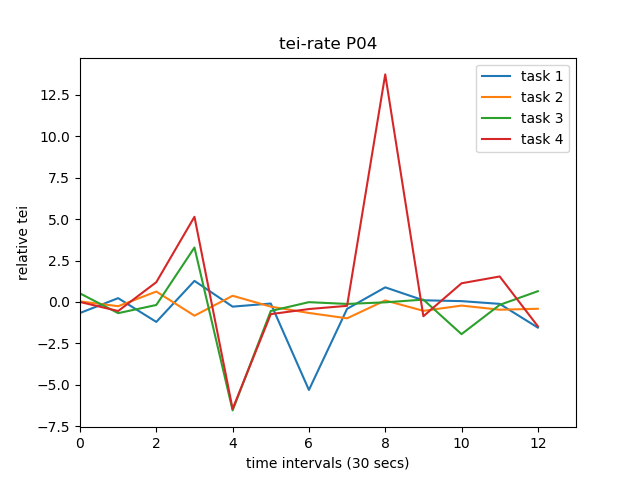 tei-rate P04
task 1
task 2
task 3
task 4
relative tei
12.5
10.0
7.5
5.0
2.5
0.0
−2.5
−5.0
−7.5
0 2 4 6 8 10 12
time intervals (30 secs)